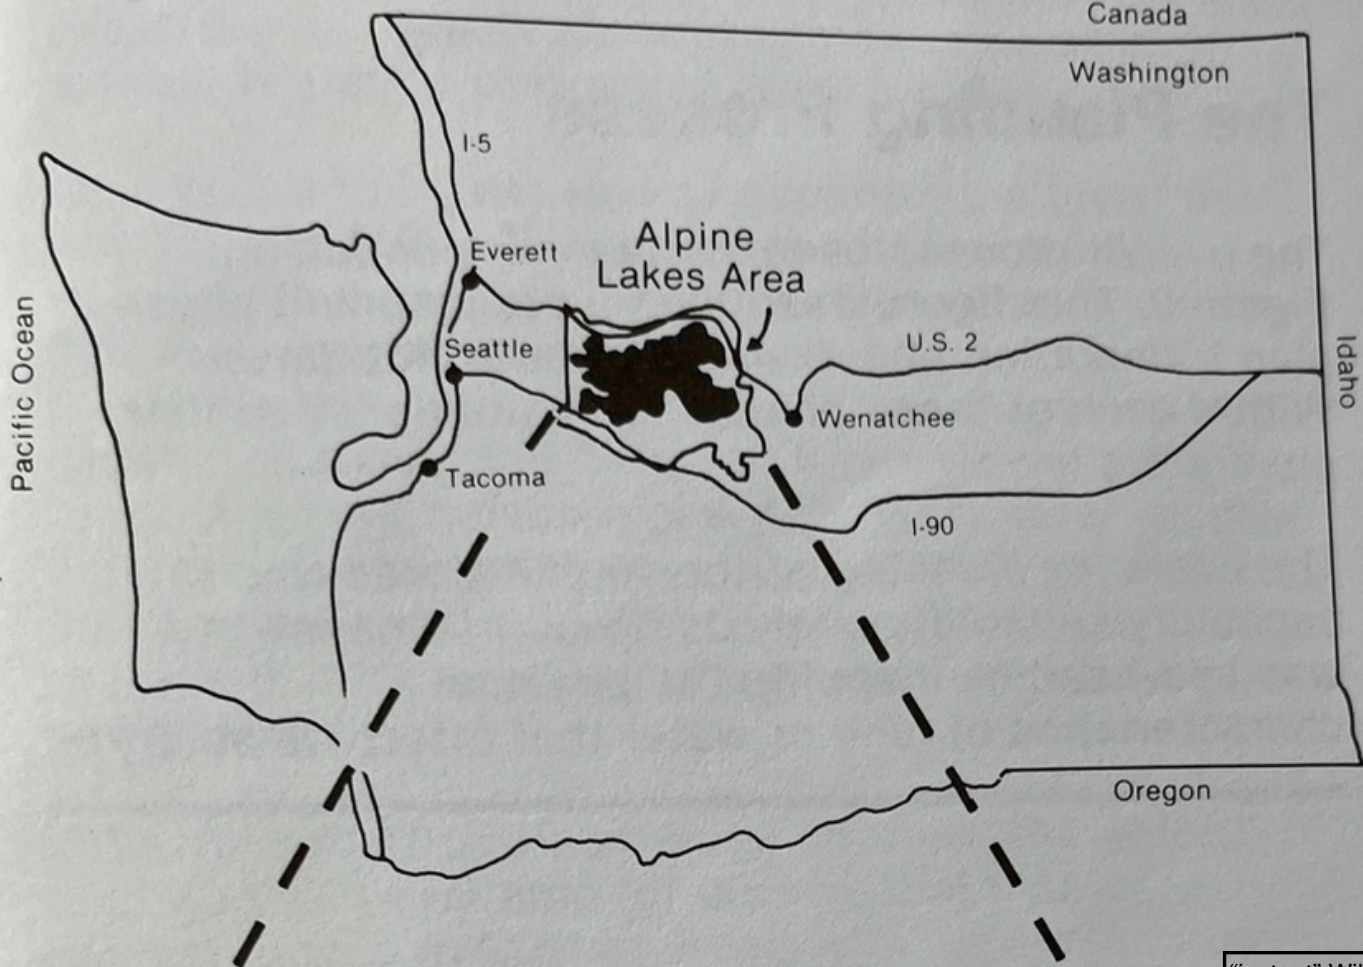 Canada
Washington
I-5
Everett
Alpine
Lakes Area
Pacific Ocean
Seattle
U.S. 2
Idaho
Wenatchee
Tacoma
I-90
Oregon